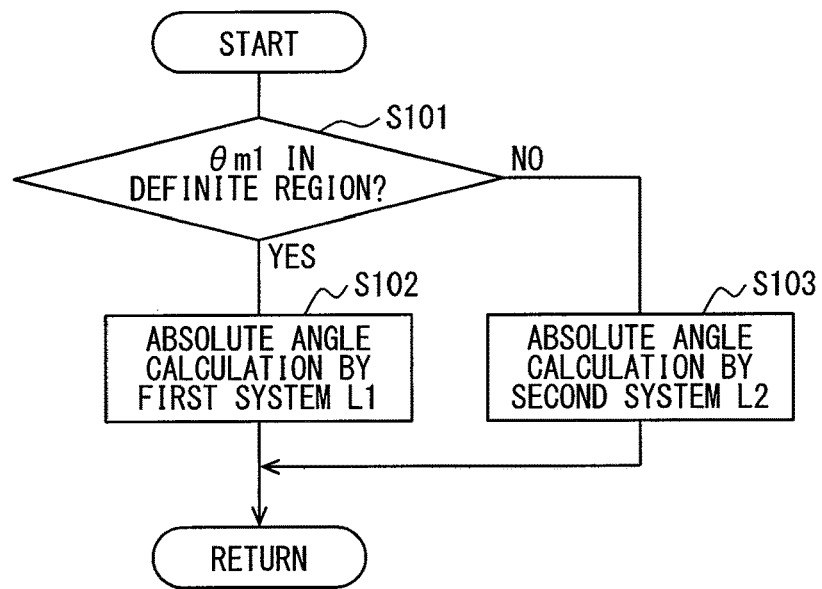 START
S101
θm1 IN
DEFINITE REGION?
NO
YES
S102
ABSOLUTE ANGLE
CALCULATION BY
FIRST SYSTEM L1
S103
ABSOLUTE ANGLE
CALCULATION BY
SECOND SYSTEM L2
RETURN